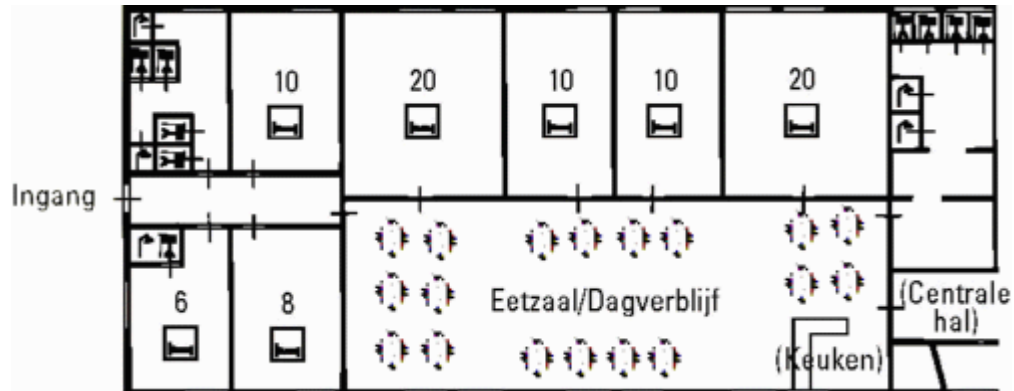 10
20
10
10
20
Ingang
6
8
Eetzaal/Dagverblijf
(Keuken)
(Centrale
hal)